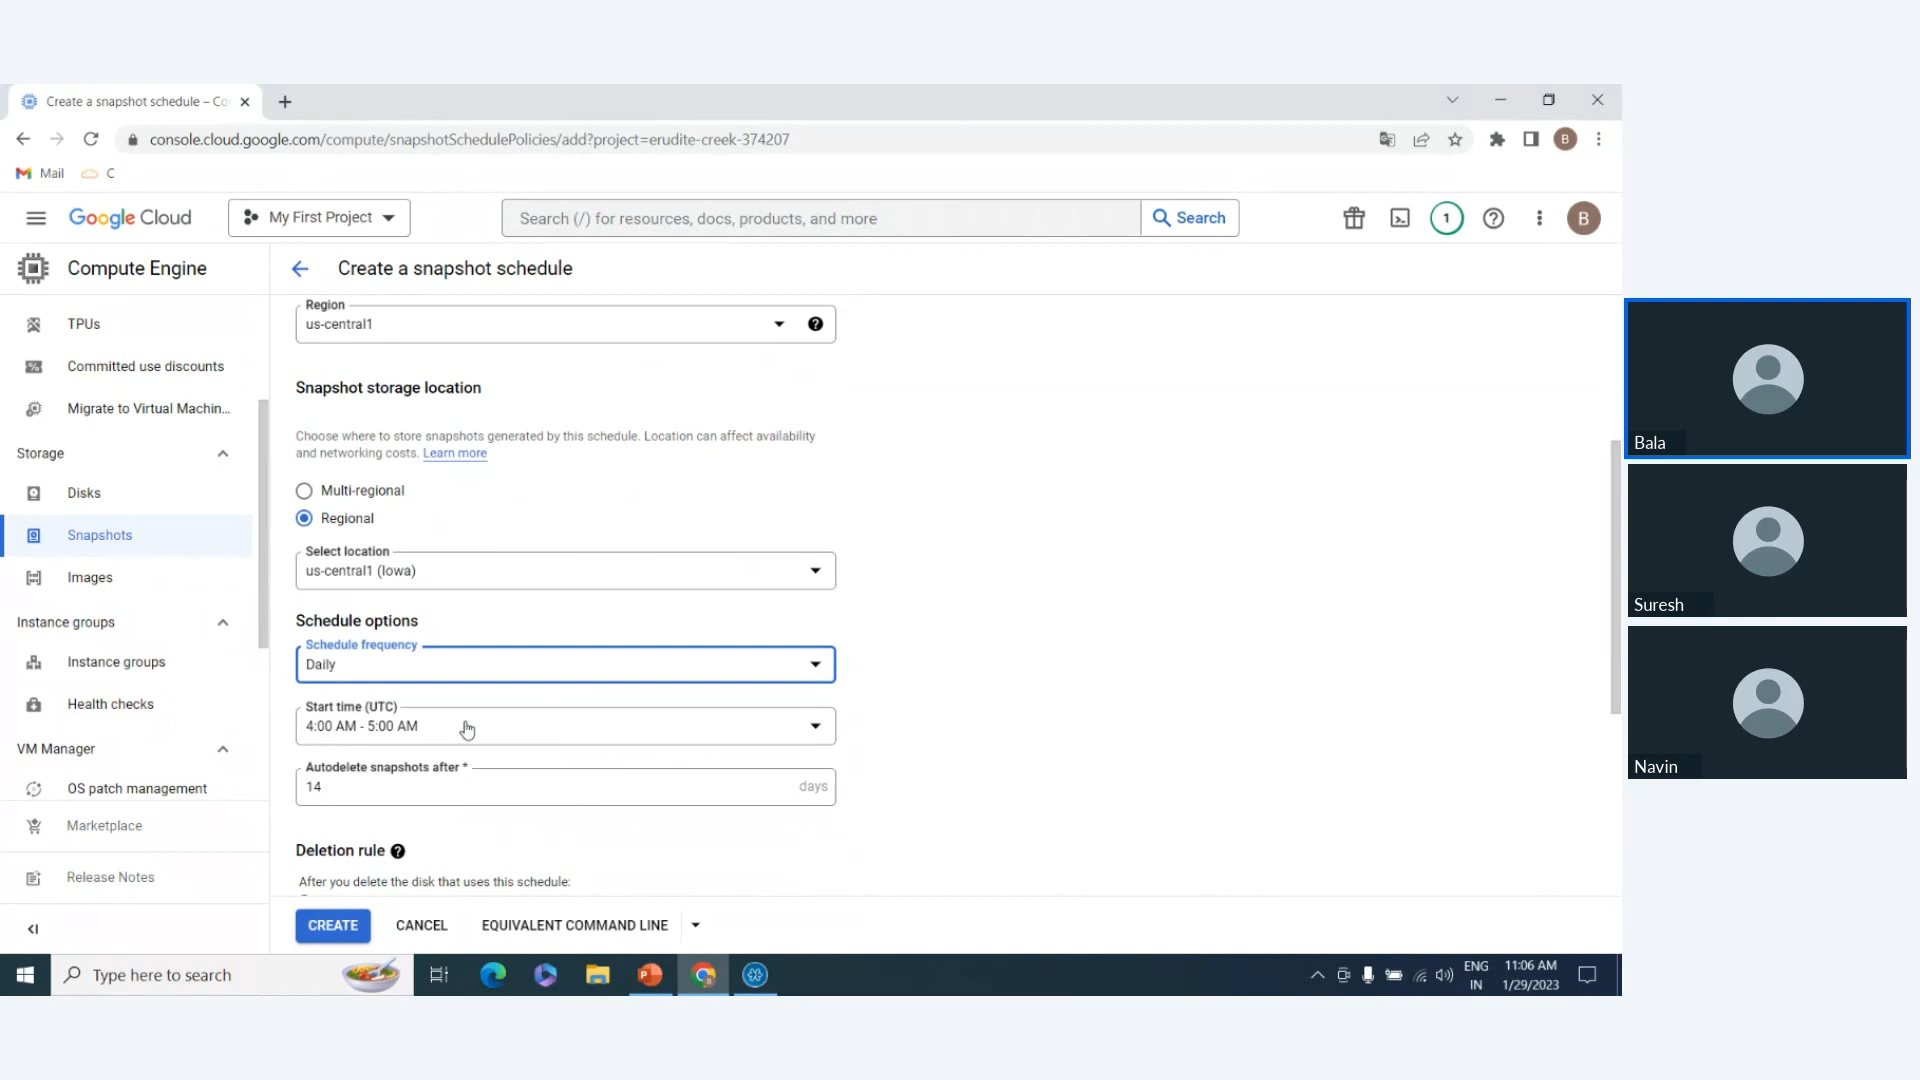 Create a snapshot schedule – Co
console.cloud.google.com/compute/snapshotSchedulePolicies/add?project=erudite-creek-374207
B
Mail
C
Google Cloud
My First Project
Search (/) for resources, docs, products, and more
Search
1
B
Compute Engine
Create a snapshot schedule
TPUs
Committed use discounts
Migrate to Virtual Machin...
Storage
Disks
Snapshots
Images
Instance groups
Instance groups
Health checks
VM Manager
OS patch management
Marketplace
Release Notes
Region
us-central1
Snapshot storage location
Choose where to store snapshots generated by this schedule. Location can affect availability
and networking costs. Learn more
Multi-regional
Regional
Select location
us-central1 (Iowa)
Schedule options
Schedule frequency
Daily
Start time (UTC)
4:00 AM - 5:00 AM
Autodelete snapshots after *
14
days
Deletion rule
After you delete the disk that uses this schedule:
CREATE
CANCEL
EQUIVALENT COMMAND LINE
Type here to search
ENG
IN
11:06 AM
1/29/2023
Bala
Suresh
Navin